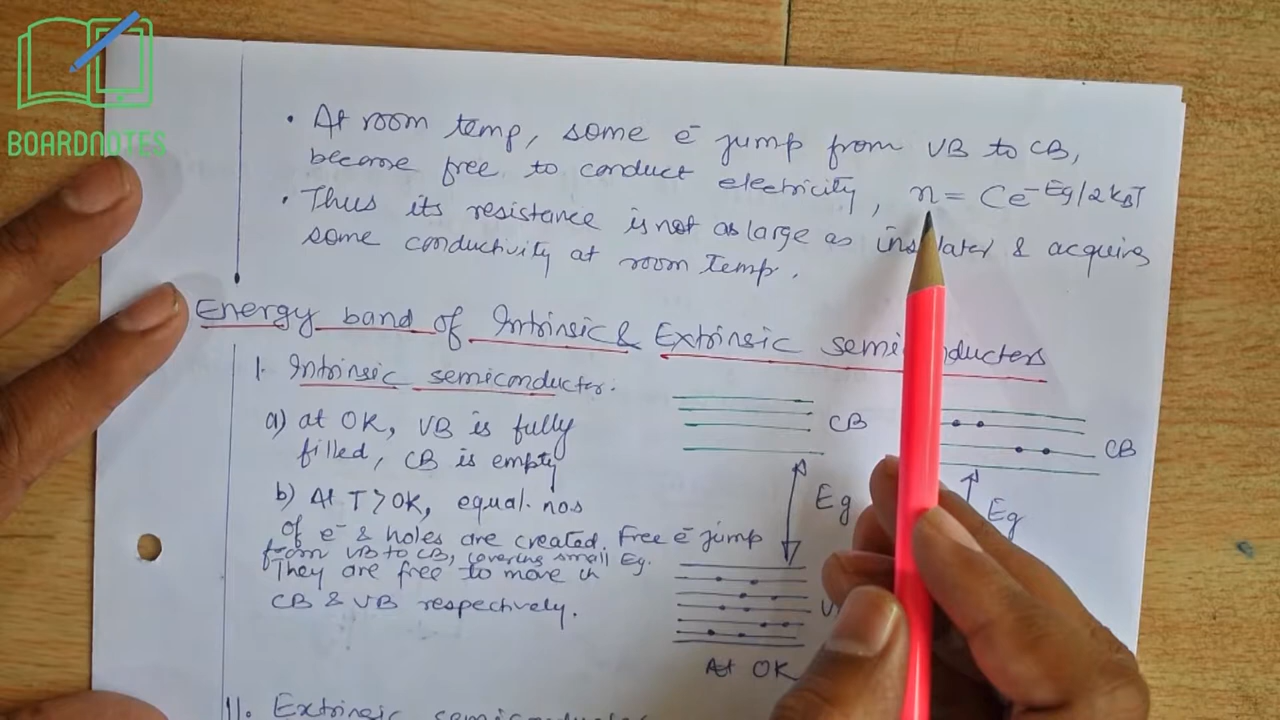 BOARDNOTES
• At room temp, some e⁻ jump from VB to CB,
become free to conduct electricity, n = Ce^-Eg/2kBT
• Thus its resistance is not as large as & acquires
some conductivity at room temp.
Energy band of Intrinsic & Extrinsic
1. Intrinsic semiconductor.
a) at 0K, VB is fully
filled, CB is empty
b) At T>0K, equal nos
of e⁻ & holes are created. Free e⁻ jump
from VB to CB, covering small Eg.
They are free to move in
CB & VB respectively.
CB
Eg
At 0K
CB
Eg
11. Extrinsic